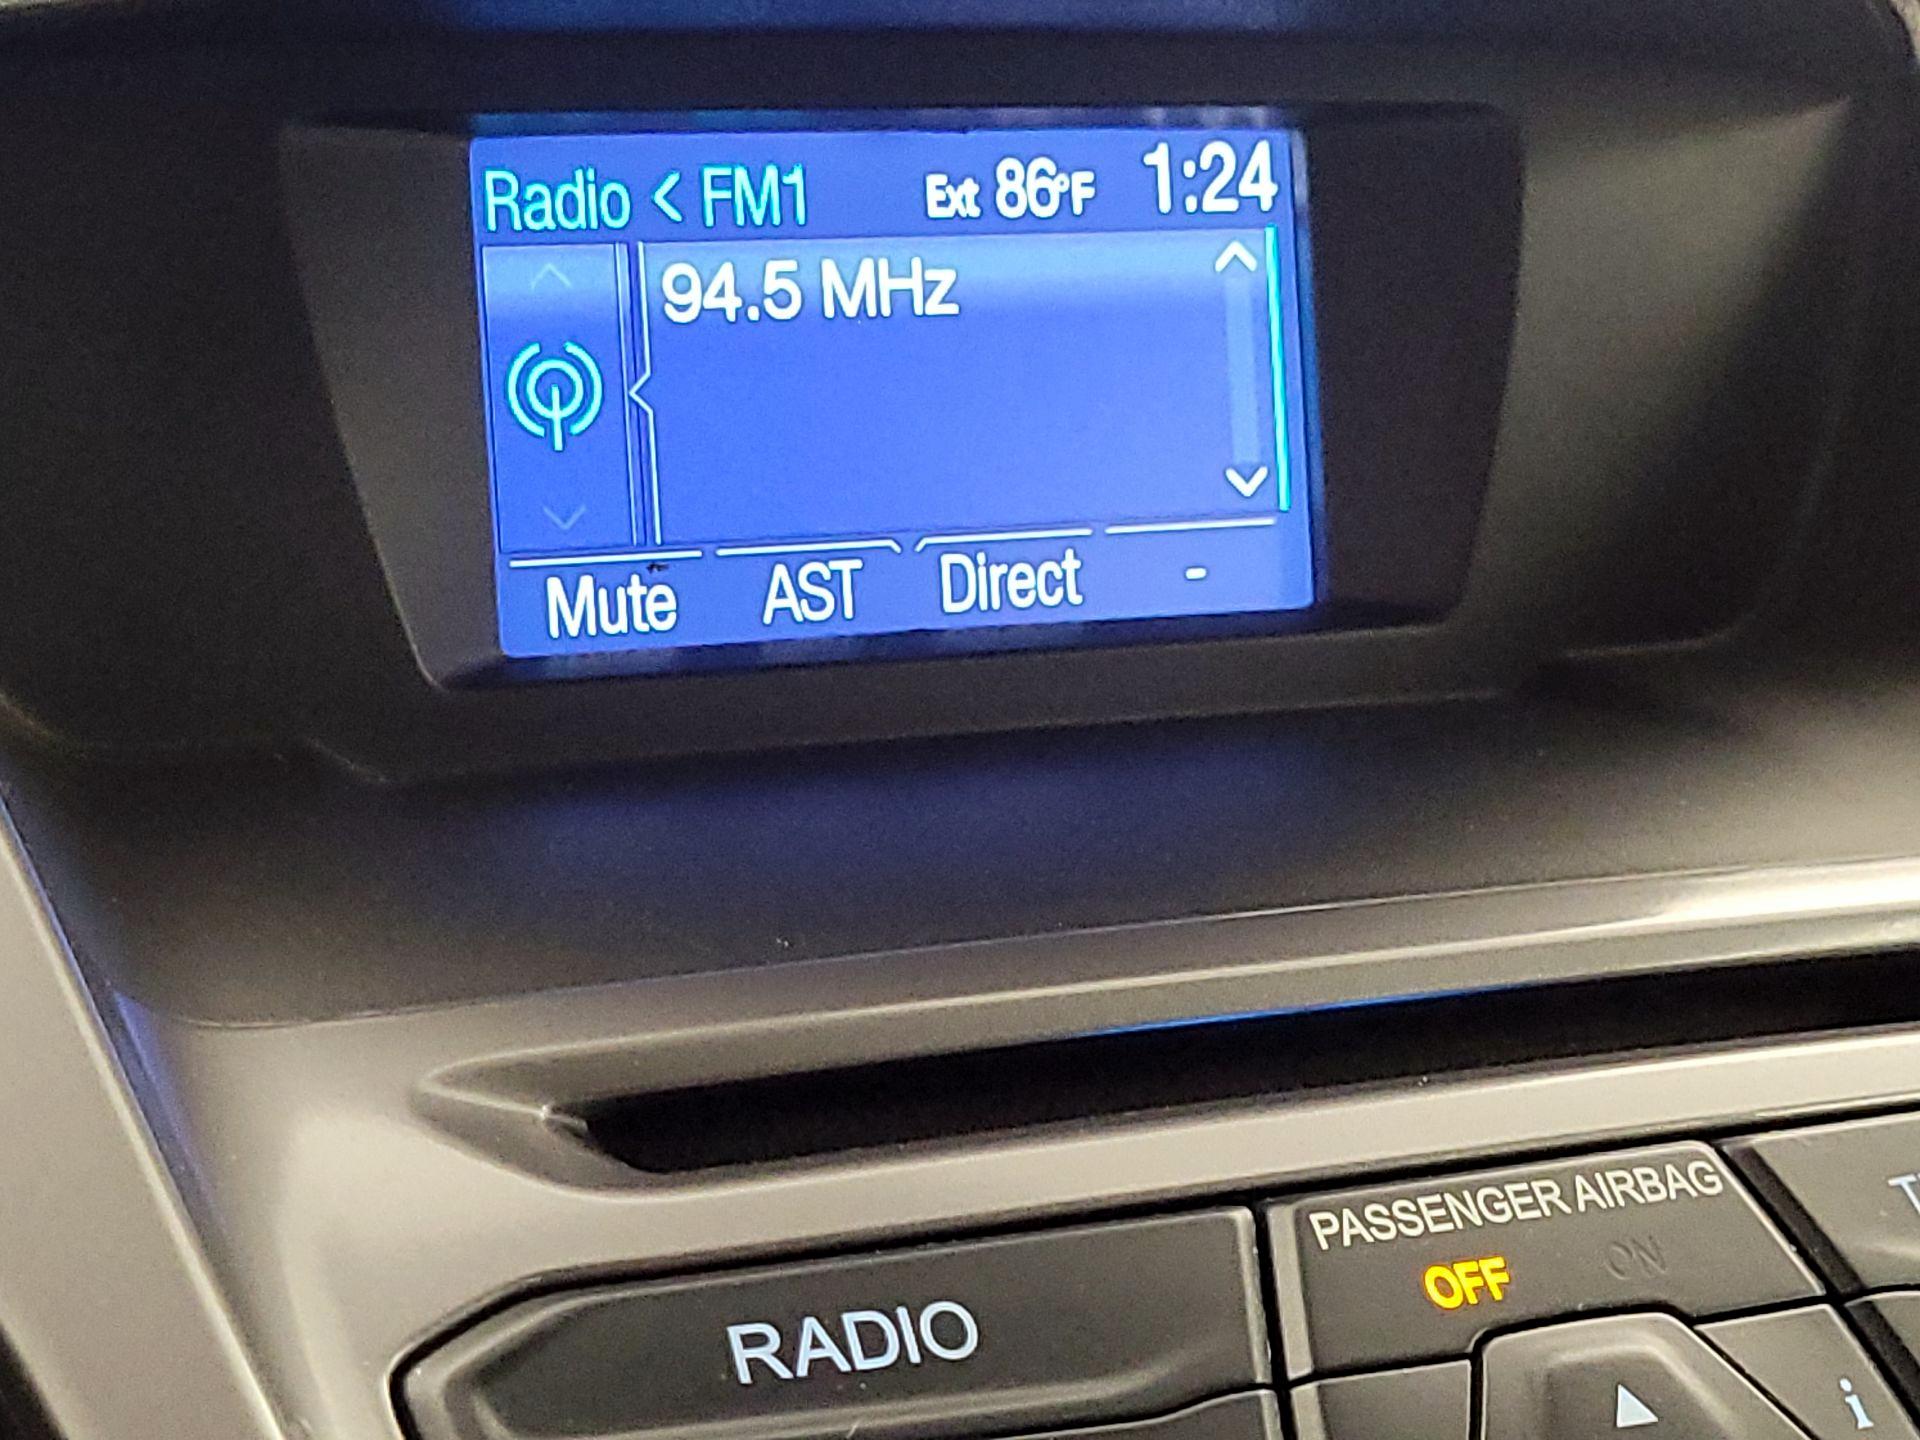 Radio < FM1 Ext 86°F 1:24
94.5 MHz
Mute AST Direct -
PASSENGER AIRBAG
OFF ON
RADIO
i